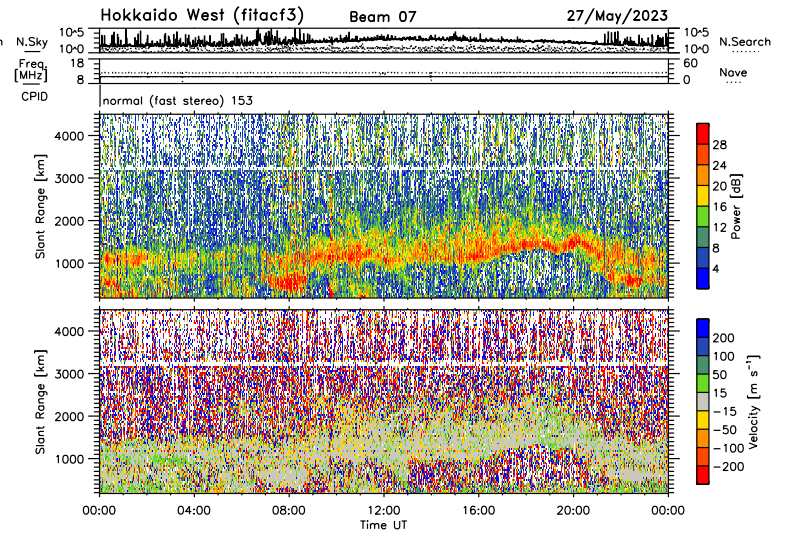 Hokkaido West (fitacf3) Beam 07 27/May/2023
N.Sky 10^5 10^0 10^5 10^0 N.Search
Freq. [MHz] 18 8 60 0 Nave
CPID normal (fast stereo) 153
Slant Range [km] 4000 3000 2000 1000
28 24 20 16 12 8 4 Power [dB]
Slant Range [km] 4000 3000 2000 1000
200 100 50 15 -15 -50 -100 -200 Velocity [m s⁻¹]
00:00 04:00 08:00 12:00 16:00 20:00 00:00
Time UT